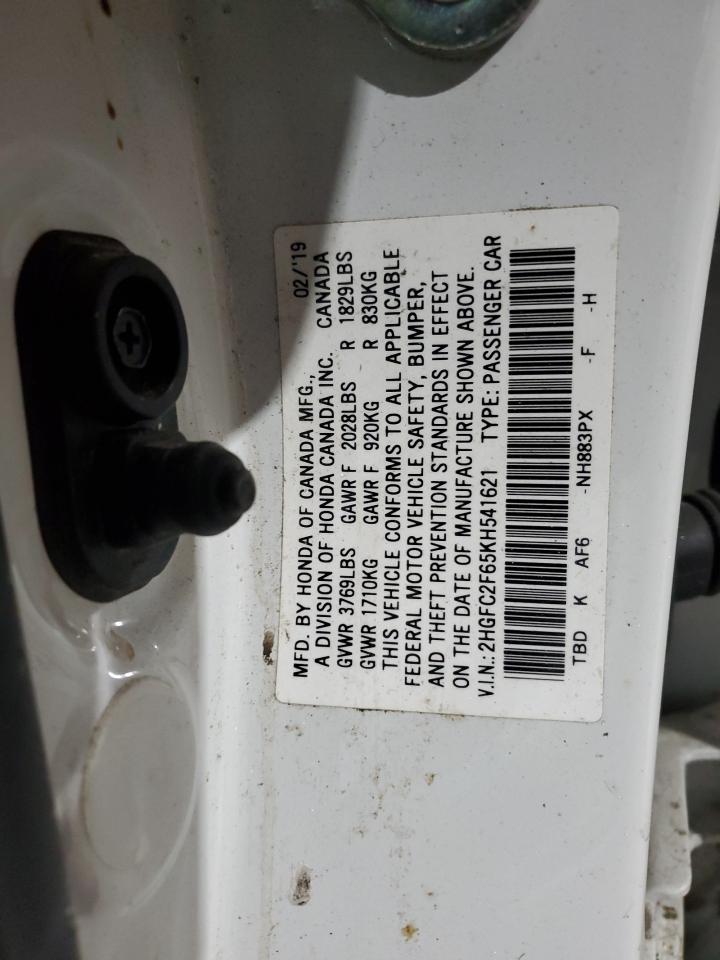 MFD. BY HONDA OF CANADA MFG., 02/'19
A DIVISION OF HONDA CANADA INC. CANADA
GVWR 3769LBS GAWR F 2028LBS R 1829LBS
GVWR 1710KG GAWR F 920KG R 830KG
THIS VEHICLE CONFORMS TO ALL APPLICABLE
FEDERAL MOTOR VEHICLE SAFETY, BUMPER,
AND THEFT PREVENTION STANDARDS IN EFFECT
ON THE DATE OF MANUFACTURE SHOWN ABOVE.
V.I.N.: 2HGFC2F65KH541621 TYPE: PASSENGER CAR
TBD K AF6 -NH883PX -F -H